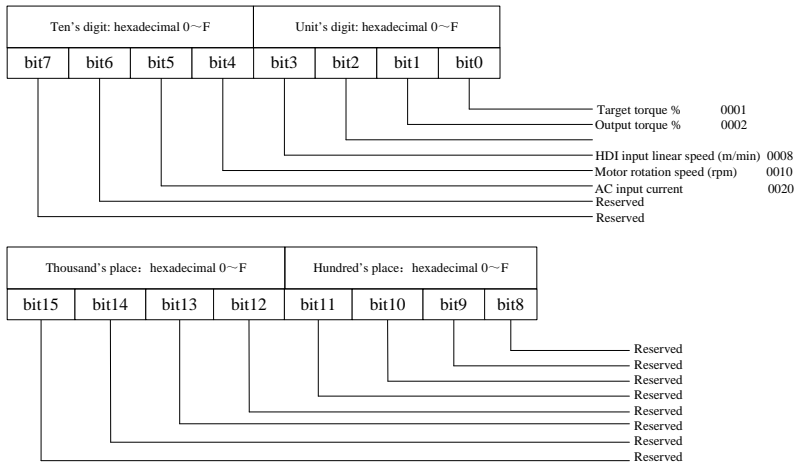 Ten's digit: hexadecimal 0～F Unit's digit: hexadecimal 0～F
bit7 bit6 bit5 bit4 bit3 bit2 bit1 bit0
Target torque % 0001
Output torque % 0002
HDI input linear speed (m/min) 0008
Motor rotation speed (rpm) 0010
AC input current 0020
Reserved
Reserved
Thousand's place：hexadecimal 0～F Hundred's place：hexadecimal 0～F
bit15 bit14 bit13 bit12 bit11 bit10 bit9 bit8
Reserved
Reserved
Reserved
Reserved
Reserved
Reserved
Reserved
Reserved